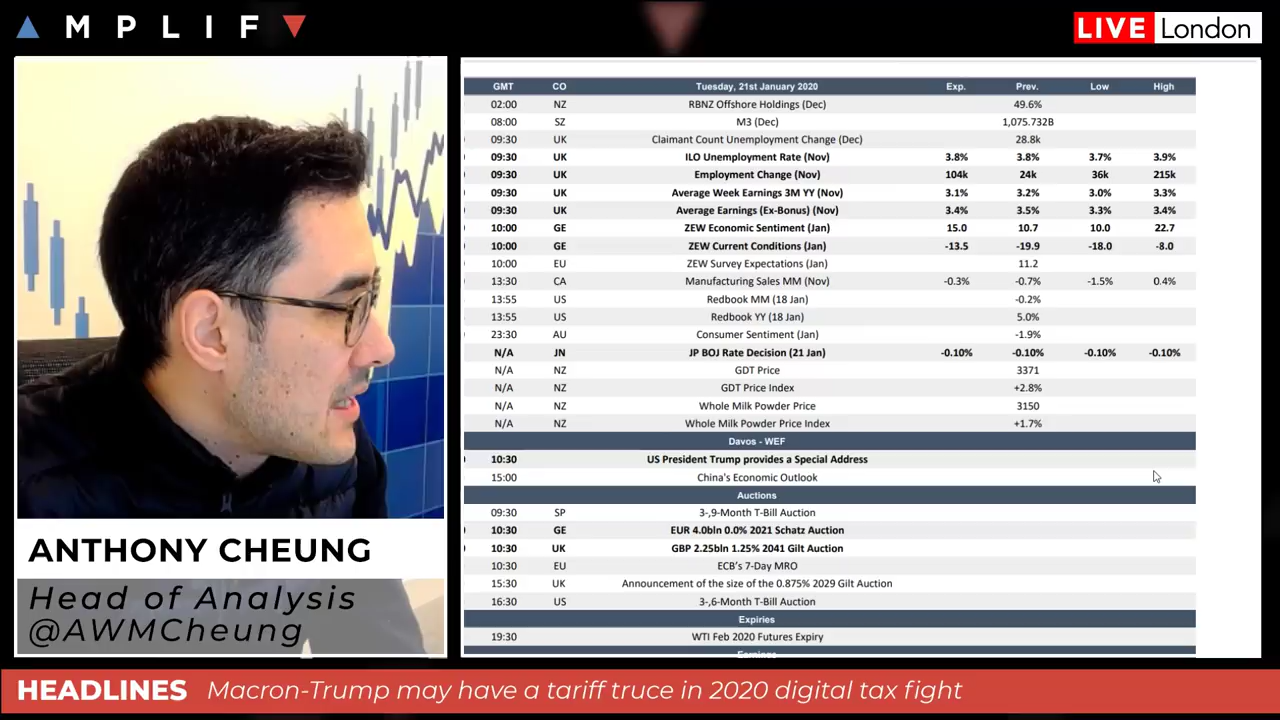 AMPLIFY
LIVE London
GMT CO Tuesday, 21st January 2020 Exp. Prev. Low High
02:00 NZ RBNZ Offshore Holdings (Dec) 49.6%
08:00 SZ M3 (Dec) 1,075.732B
09:30 UK Claimant Count Unemployment Change (Dec) 28.8k
09:30 UK ILO Unemployment Rate (Nov) 3.8% 3.8% 3.7% 3.9%
09:30 UK Employment Change (Nov) 104k 24k 36k 215k
09:30 UK Average Week Earnings 3M YY (Nov) 3.1% 3.2% 3.0% 3.3%
09:30 UK Average Earnings (Ex-Bonus) (Nov) 3.4% 3.5% 3.3% 3.4%
10:00 GE ZEW Economic Sentiment (Jan) 15.0 10.7 10.0 22.7
10:00 GE ZEW Current Conditions (Jan) -13.5 -19.9 -18.0 -8.0
10:00 EU ZEW Survey Expectations (Jan) 11.2
13:30 CA Manufacturing Sales MM (Nov) -0.3% -0.7% -1.5% 0.4%
13:55 US Redbook MM (18 Jan) -0.2%
13:55 US Redbook YY (18 Jan) 5.0%
23:30 AU Consumer Sentiment (Jan) -1.9%
N/A JN JP BOJ Rate Decision (21 Jan) -0.10% -0.10% -0.10% -0.10%
N/A NZ GDT Price 3371
N/A NZ GDT Price Index +2.8%
N/A NZ Whole Milk Powder Price 3150
N/A NZ Whole Milk Powder Price Index +1.7%
Davos - WEF
10:30 US President Trump provides a Special Address
15:00 China's Economic Outlook
Auctions
09:30 SP 3-,9-Month T-Bill Auction
10:30 GE EUR 4.0bln 0.0% 2021 Schatz Auction
10:30 UK GBP 2.25bln 1.25% 2041 Gilt Auction
10:30 EU ECB's 7-Day MRO
15:30 UK Announcement of the size of the 0.875% 2029 Gilt Auction
16:30 US 3-,6-Month T-Bill Auction
Expiries
19:30 WTI Feb 2020 Futures Expiry
ANTHONY CHEUNG
Head of Analysis
@AWMCheung
HEADLINES Macron-Trump may have a tariff truce in 2020 digital tax fight